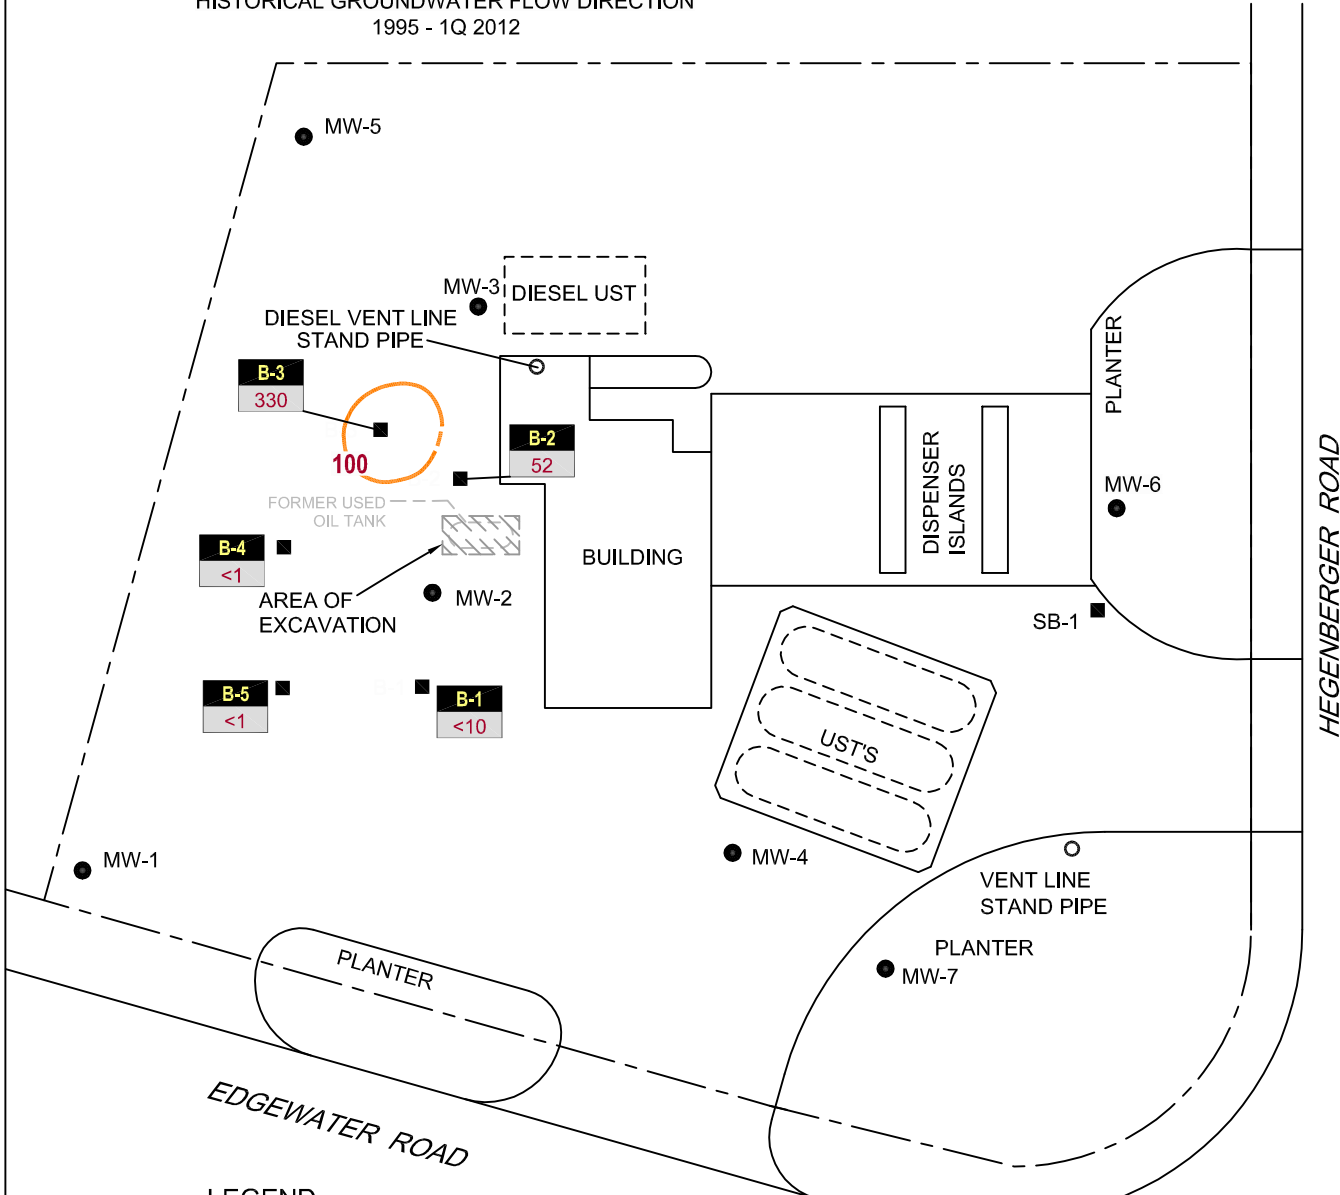 HISTORICAL GROUNDWATER FLOW DIRECTION
1995 - 1Q 2012
MW-5
MW-3
DIESEL UST
DIESEL VENT LINE
STAND PIPE
B-3
330
100
B-2
52
FORMER USED
OIL TANK
B-4
<1
AREA OF
EXCAVATION
MW-2
BUILDING
DISPENSER
ISLANDS
PLANTER
MW-6
SB-1
HEGENBERGER ROAD
B-5
<1
B-1
<10
UST'S
MW-1
MW-4
VENT LINE
STAND PIPE
PLANTER
MW-7
PLANTER
EDGEWATER ROAD
LEGEND